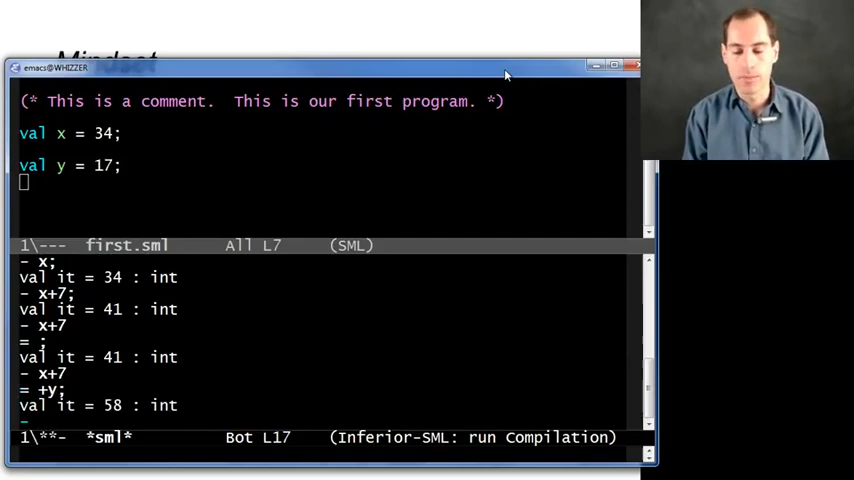 Mindset
emacs@WHIZZER
(* This is a comment.  This is our first program. *)
val x = 34;
val y = 17;
1\---  first.sml       All L7      (SML)
- x;
val it = 34 : int
- x+7;
val it = 41 : int
- x+7
= ;
val it = 41 : int
- x+7
= +y;
val it = 58 : int
-
1\**-  *sml*           Bot L17     (Inferior-SML: run Compilation)